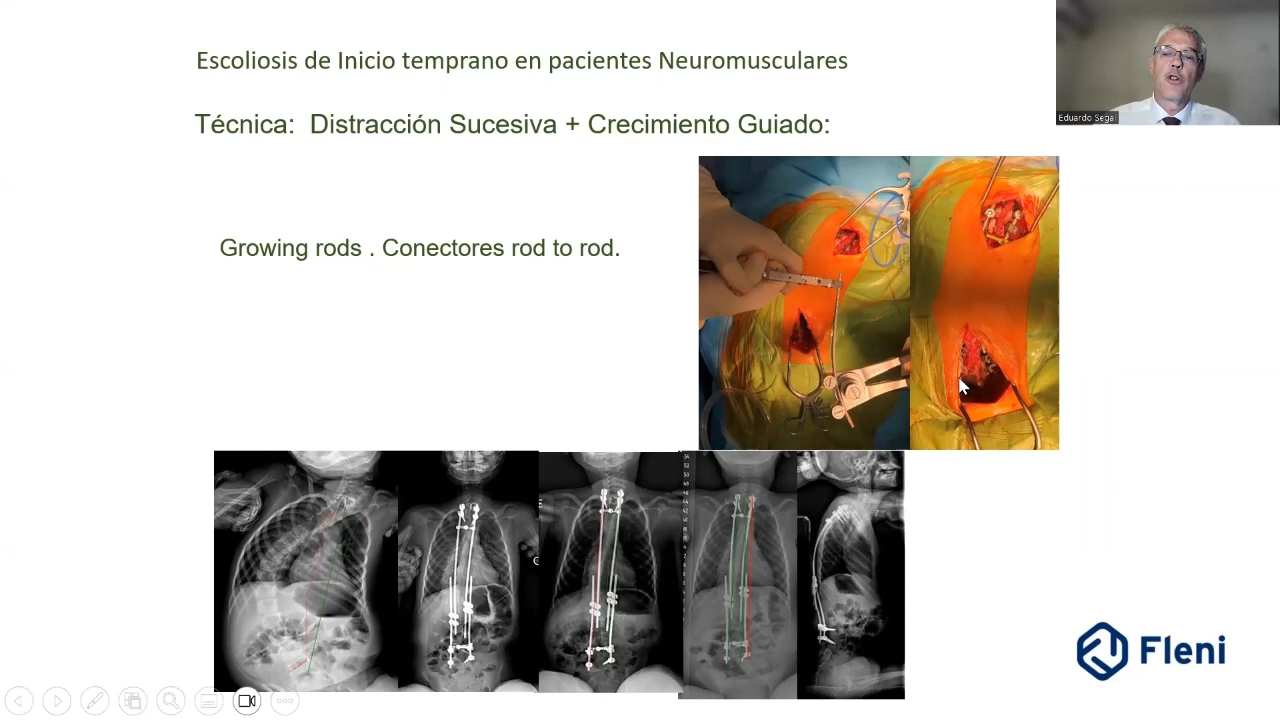 Escoliosis de Inicio temprano en pacientes Neuromusculares
Eduardo Segal
Técnica: Distracción Sucesiva + Crecimiento Guiado:
Growing rods . Conectores rod to rod.
Fleni